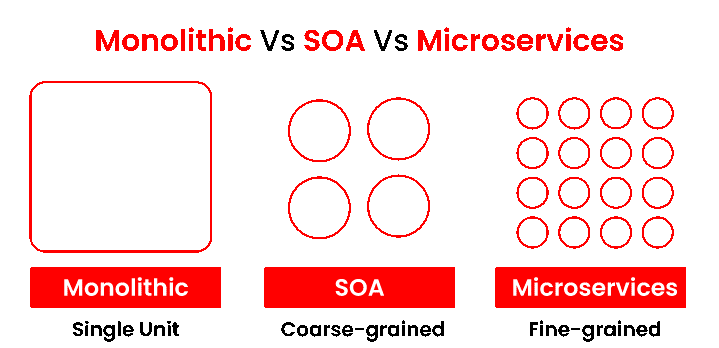 Monolithic Vs SOA Vs Microservices
Monolithic
SOA
Microservices
Single Unit
Coarse-grained
Fine-grained